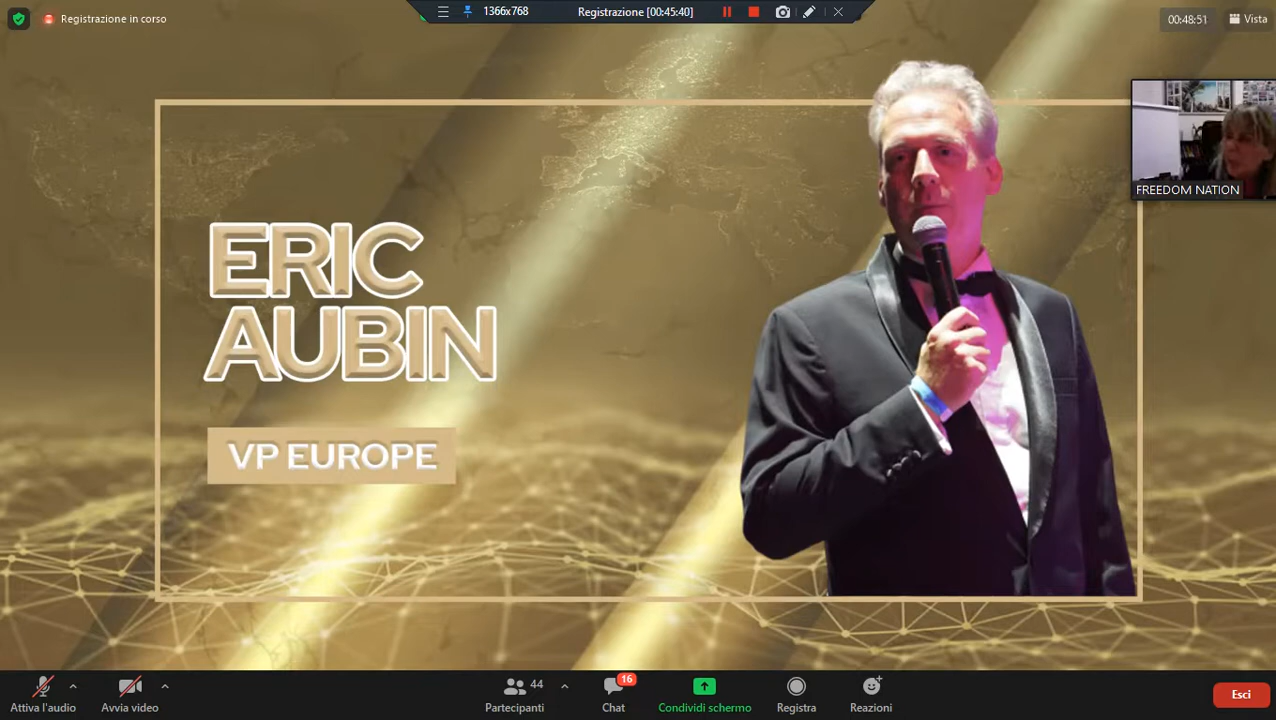 1366x768
Registrazione [00:45:40]
Registrazione in corso
00:48:51
Vista
FREEDOM NATION
ERIC
AUBIN
VP EUROPE
44
16
Attiva l'audio
Avvia video
Partecipanti
Chat
Condividi schermo
Registra
Reazioni
Esci